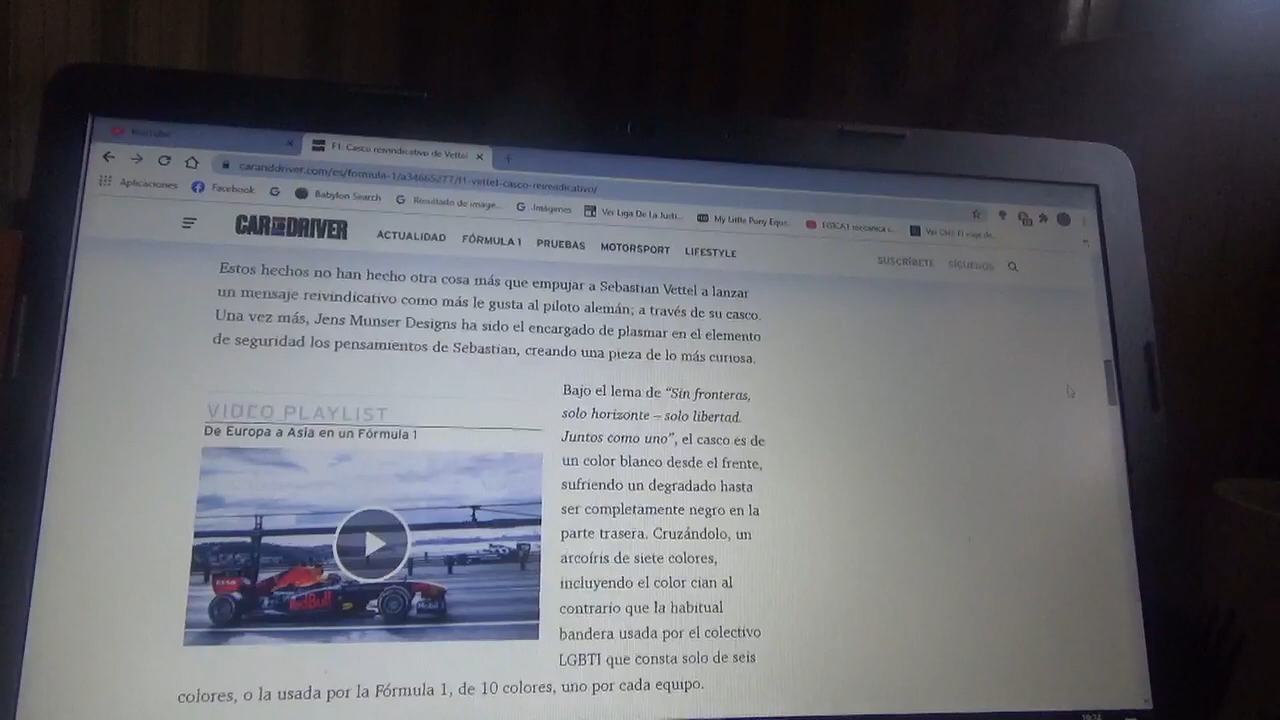 YouTube
F1: Casco reivindicativo de Vettel
caranddriver.com/es/formula-1/a34665277/f1-vettel-casco-reivindicativo/
Aplicaciones Facebook Babylon Search Resultado de image... Imágenes Ver Liga De La Justi... My Little Pony Eque...
CAR AND DRIVER ACTUALIDAD FÓRMULA 1 PRUEBAS MOTORSPORT LIFESTYLE SUSCRÍBETE SÍGUENOS
Estos hechos no han hecho otra cosa más que empujar a Sebastian Vettel a lanzar
un mensaje reivindicativo como más le gusta al piloto alemán; a través de su casco.
Una vez más, Jens Munser Designs ha sido el encargado de plasmar en el elemento
de seguridad los pensamientos de Sebastian, creando una pieza de lo más curiosa.
VIDEO PLAYLIST
De Europa a Asia en un Fórmula 1
Red Bull
Mobil
Bajo el lema de “Sin fronteras,
solo horizonte – solo libertad.
Juntos como uno”, el casco es de
un color blanco desde el frente,
sufriendo un degradado hasta
ser completamente negro en la
parte trasera. Cruzándolo, un
arcoíris de siete colores,
incluyendo el color cian al
contrario que la habitual
bandera usada por el colectivo
LGBTI que consta solo de seis
colores, o la usada por la Fórmula 1, de 10 colores, uno por cada equipo.